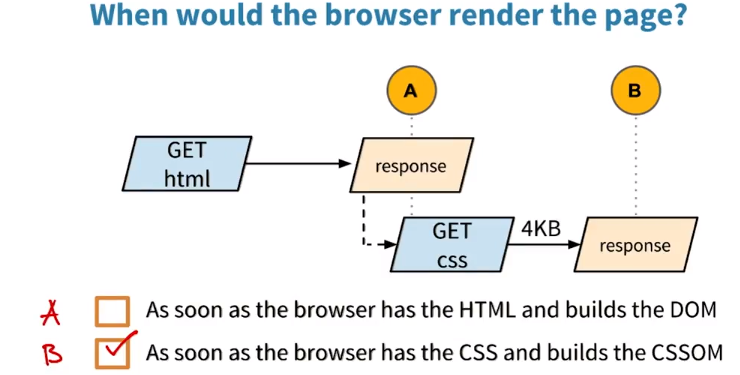 When would the browser render the page?
A
B
GET
html
response
GET
css
4KB
response
A As soon as the browser has the HTML and builds the DOM
B As soon as the browser has the CSS and builds the CSSOM